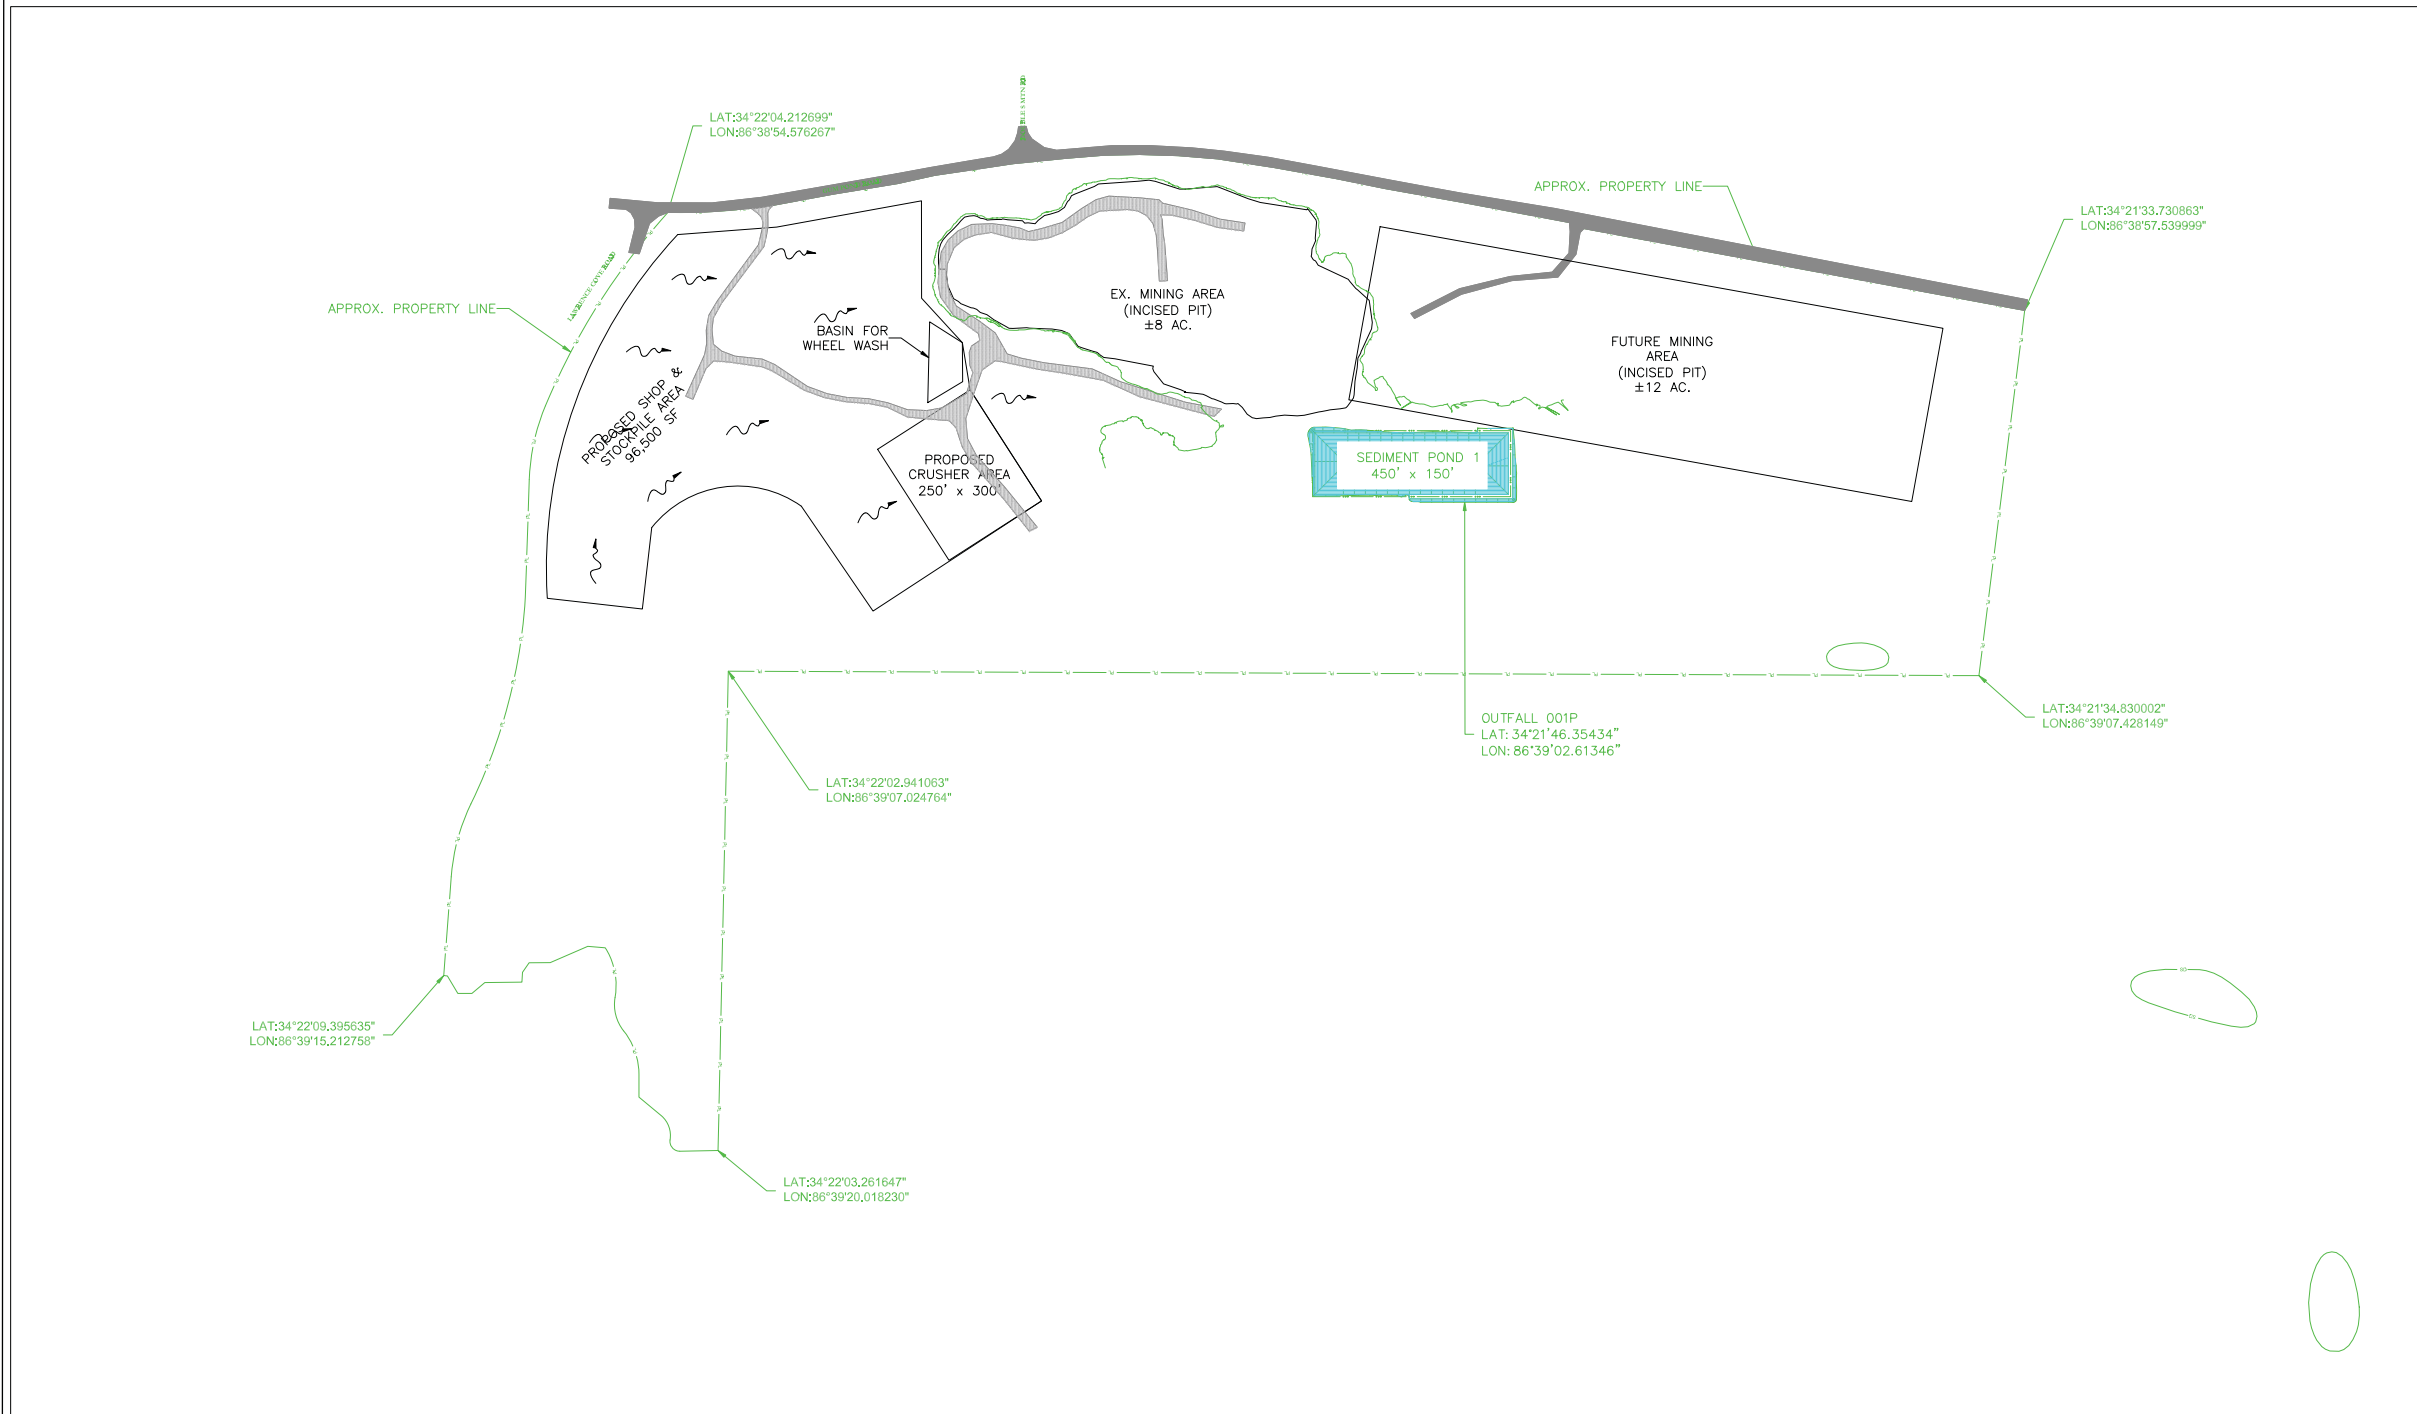 LAT:34°22'04.212699"
LON:86°38'54.576267"
APPROX. PROPERTY LINE
LAT:34°21'33.730863"
LON:86°38'57.539999"
APPROX. PROPERTY LINE
EX. MINING AREA
(INCISED PIT)
±8 AC.
BASIN FOR
WHEEL WASH
FUTURE MINING
AREA
(INCISED PIT)
±12 AC.
PROPOSED SHOP &
STOCKPILE AREA
96,500 SF
PROPOSED
CRUSHER AREA
250' x 300'
SEDIMENT POND 1
450' x 150'
OUTFALL 001P
LAT: 34°21'46.35434"
LON: 86°39'02.61346"
LAT:34°21'34.830002"
LON:86°39'07.428149"
LAT:34°22'02.941063"
LON:86°39'07.024764"
LAT:34°22'09.395635"
LON:86°39'15.212758"
LAT:34°22'03.261647"
LON:86°39'20.018230"